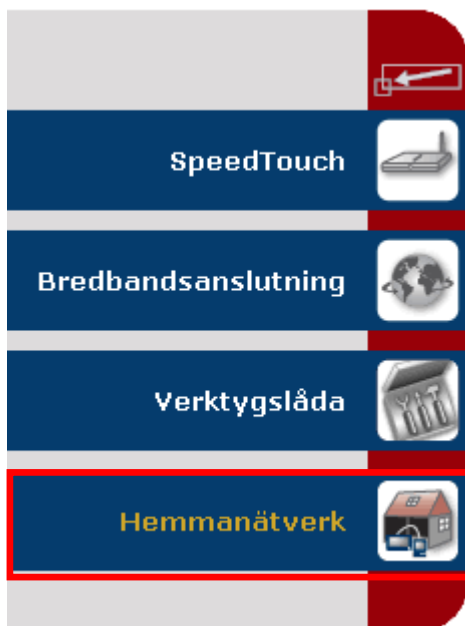 SpeedTouch
Bredbandsanslutning
Verktygslåda
Hemmanätverk